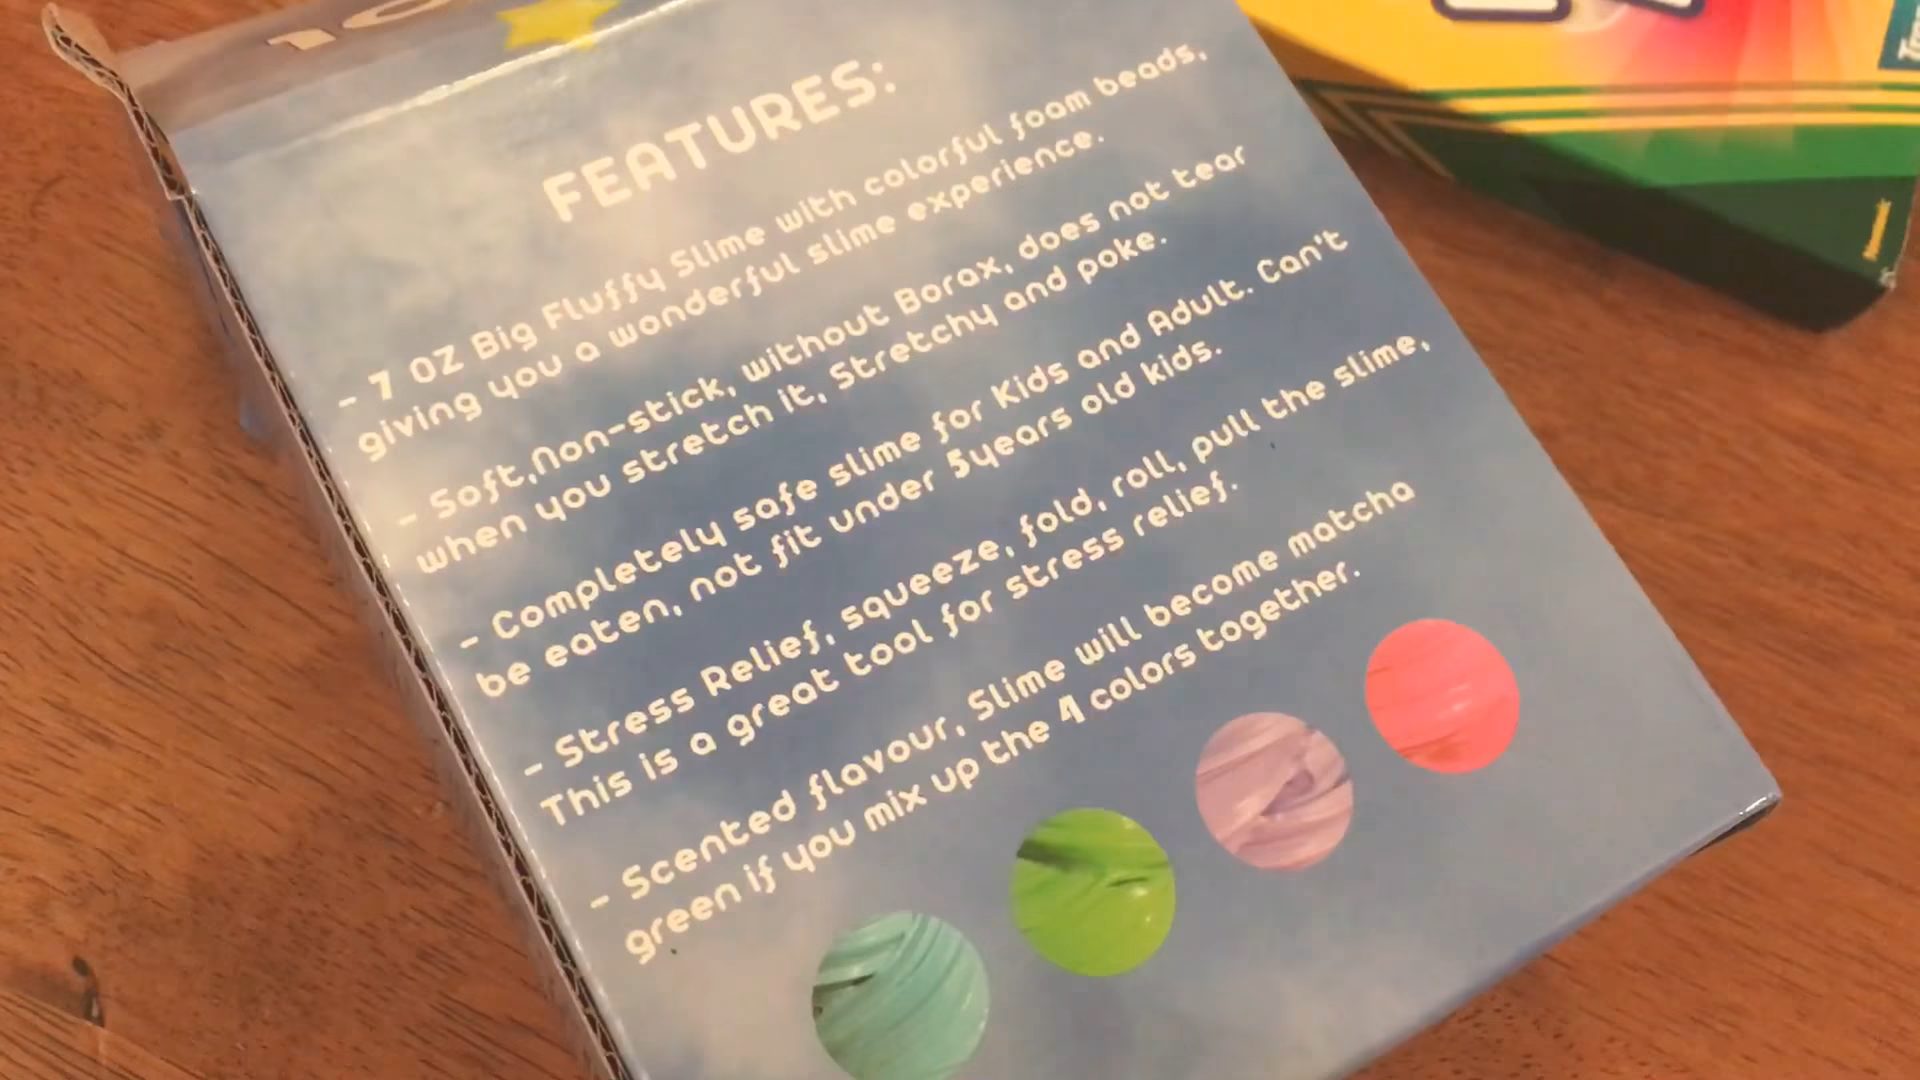 10
FEATURES:
- 7 OZ Big Fluffy Slime with colorful foam beads,
giving you a wonderful slime experience.
- Soft,Non-stick, without Borax, does not tear
when you stretch it, Stretchy and poke.
- Completely safe slime for Kids and Adult. Can't
be eaten, not fit under 5years old kids.
- Stress Relief, squeeze, fold, roll, pull the slime,
This is a great tool for stress relief.
- Scented flavour, Slime will become matcha
green if you mix up the 4 colors together.